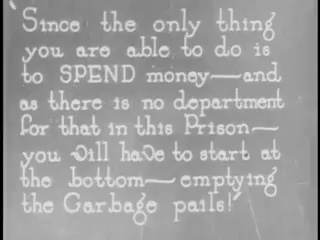 `Since the only thing
you are able to do is
to SPEND money—and
as there is no department
for that in this Prison—
you will have to start at
the bottom—emptying
the Garbage pails!´